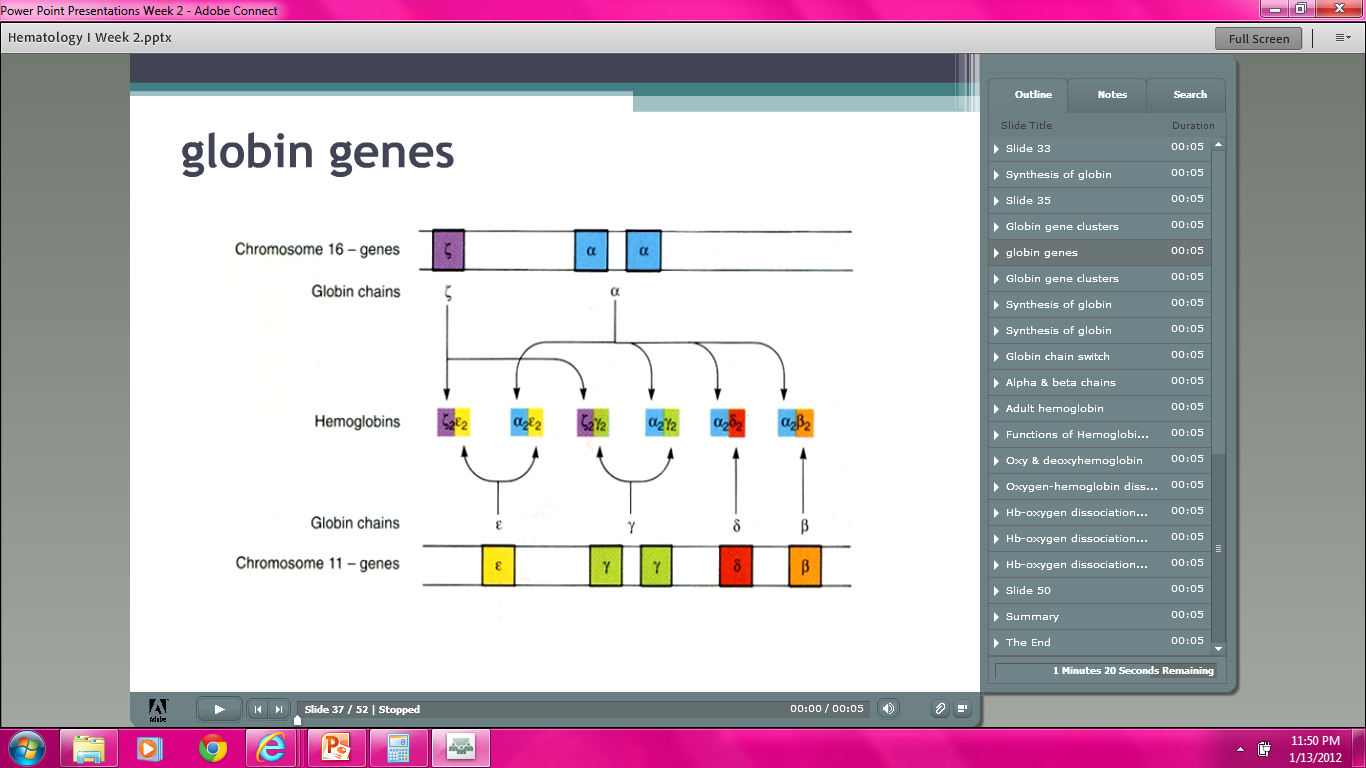 Power Point Presentations Week 2 - Adobe Connect
Hematology I Week 2.pptx
Full Screen
globin genes
Chromosome 16 – genes
ζ α α
Globin chains
ζ α
Hemoglobins
ζ2ε2 α2ε2 ζ2γ2 α2γ2 α2δ2 α2β2
Globin chains
ε γ δ β
Chromosome 11 – genes
ε γ γ δ β
Outline Notes Search
Slide Title Duration
Slide 33 00:05
Synthesis of globin 00:05
Slide 35 00:05
Globin gene clusters 00:05
globin genes 00:05
Globin gene clusters 00:05
Synthesis of globin 00:05
Synthesis of globin 00:05
Globin chain switch 00:05
Alpha & beta chains 00:05
Adult hemoglobin 00:05
Functions of Hemoglobi... 00:05
Oxy & deoxyhemoglobin 00:05
Oxygen-hemoglobin diss... 00:05
Hb-oxygen dissociation... 00:05
Hb-oxygen dissociation... 00:05
Hb-oxygen dissociation... 00:05
Slide 50 00:05
Summary 00:05
The End 00:05
1 Minutes 20 Seconds Remaining
Adobe
Slide 37 / 52 | Stopped
00:00 / 00:05
11:50 PM
1/13/2012